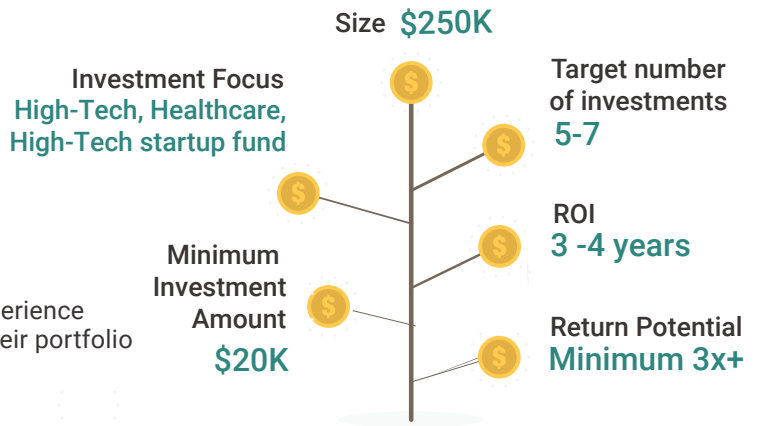 Size $250K
Investment Focus
High-Tech, Healthcare,
High-Tech startup fund
Target number
of investments
5-7
ROI
3 -4 years
Minimum
Investment
Amount
$20K
erience
eir portfolio
Return Potential
Minimum 3x+